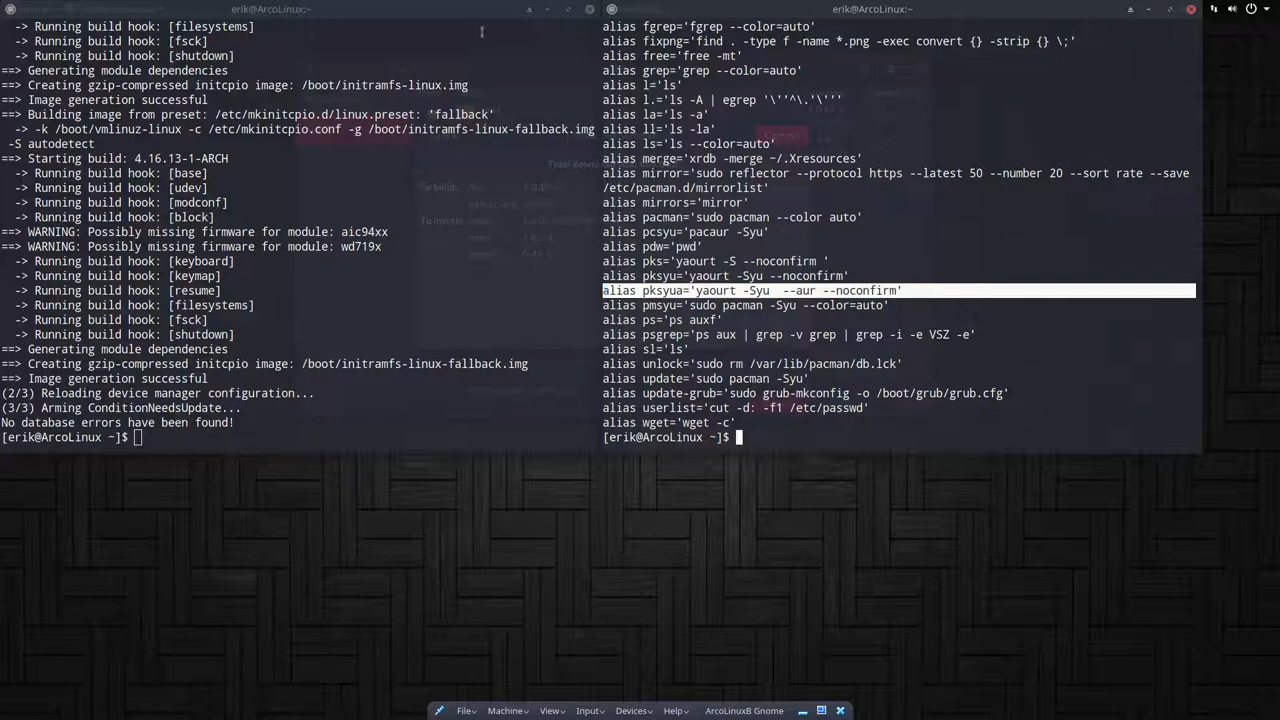 erik@ArcoLinux:~
-> Running build hook: [filesystems]
-> Running build hook: [fsck]
-> Running build hook: [shutdown]
==> Generating module dependencies
==> Creating gzip-compressed initcpio image: /boot/initramfs-linux.img
==> Image generation successful
==> Building image from preset: /etc/mkinitcpio.d/linux.preset: 'fallback'
-> -k /boot/vmlinuz-linux -c /etc/mkinitcpio.conf -g /boot/initramfs-linux-fallback.img
-S autodetect
==> Starting build: 4.16.13-1-ARCH
-> Running build hook: [base]
-> Running build hook: [udev]
-> Running build hook: [modconf]
-> Running build hook: [block]
==> WARNING: Possibly missing firmware for module: aic94xx
==> WARNING: Possibly missing firmware for module: wd719x
-> Running build hook: [keyboard]
-> Running build hook: [keymap]
-> Running build hook: [resume]
-> Running build hook: [filesystems]
-> Running build hook: [fsck]
-> Running build hook: [shutdown]
==> Generating module dependencies
==> Creating gzip-compressed initcpio image: /boot/initramfs-linux-fallback.img
==> Image generation successful
(2/3) Reloading device manager configuration...
(3/3) Arming ConditionNeedsUpdate...
No database errors have been found!
[erik@ArcoLinux ~]$
erik@ArcoLinux:~
alias fgrep='fgrep --color=auto'
alias fixpng='find . -type f -name *.png -exec convert {} -strip {} \;'
alias free='free -mt'
alias grep='grep --color=auto'
alias l='ls'
alias l.='ls -A | egrep '\''^\.'\'''
alias la='ls -a'
alias ll='ls -la'
alias ls='ls --color=auto'
alias merge='xrdb -merge ~/.Xresources'
alias mirror='sudo reflector --protocol https --latest 50 --number 20 --sort rate --save
/etc/pacman.d/mirrorlist'
alias mirrors='mirror'
alias pacman='sudo pacman --color auto'
alias pcsyu='pacaur -Syu'
alias pdw='pwd'
alias pks='yaourt -S --noconfirm '
alias pksyu='yaourt -Syu --noconfirm'
alias pksyua='yaourt -Syu  --aur --noconfirm'
alias pmsyu='sudo pacman -Syu --color=auto'
alias ps='ps auxf'
alias psgrep='ps aux | grep -v grep | grep -i -e VSZ -e'
alias sl='ls'
alias unlock='sudo rm /var/lib/pacman/db.lck'
alias update='sudo pacman -Syu'
alias update-grub='sudo grub-mkconfig -o /boot/grub/grub.cfg'
alias userlist='cut -d: -f1 /etc/passwd'
alias wget='wget -c'
[erik@ArcoLinux ~]$
File Machine View Input Devices Help ArcoLinuxB Gnome